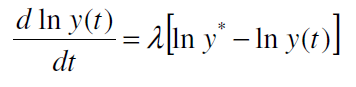 d ln y(t)/dt = λ[ln y* – ln y(t)]